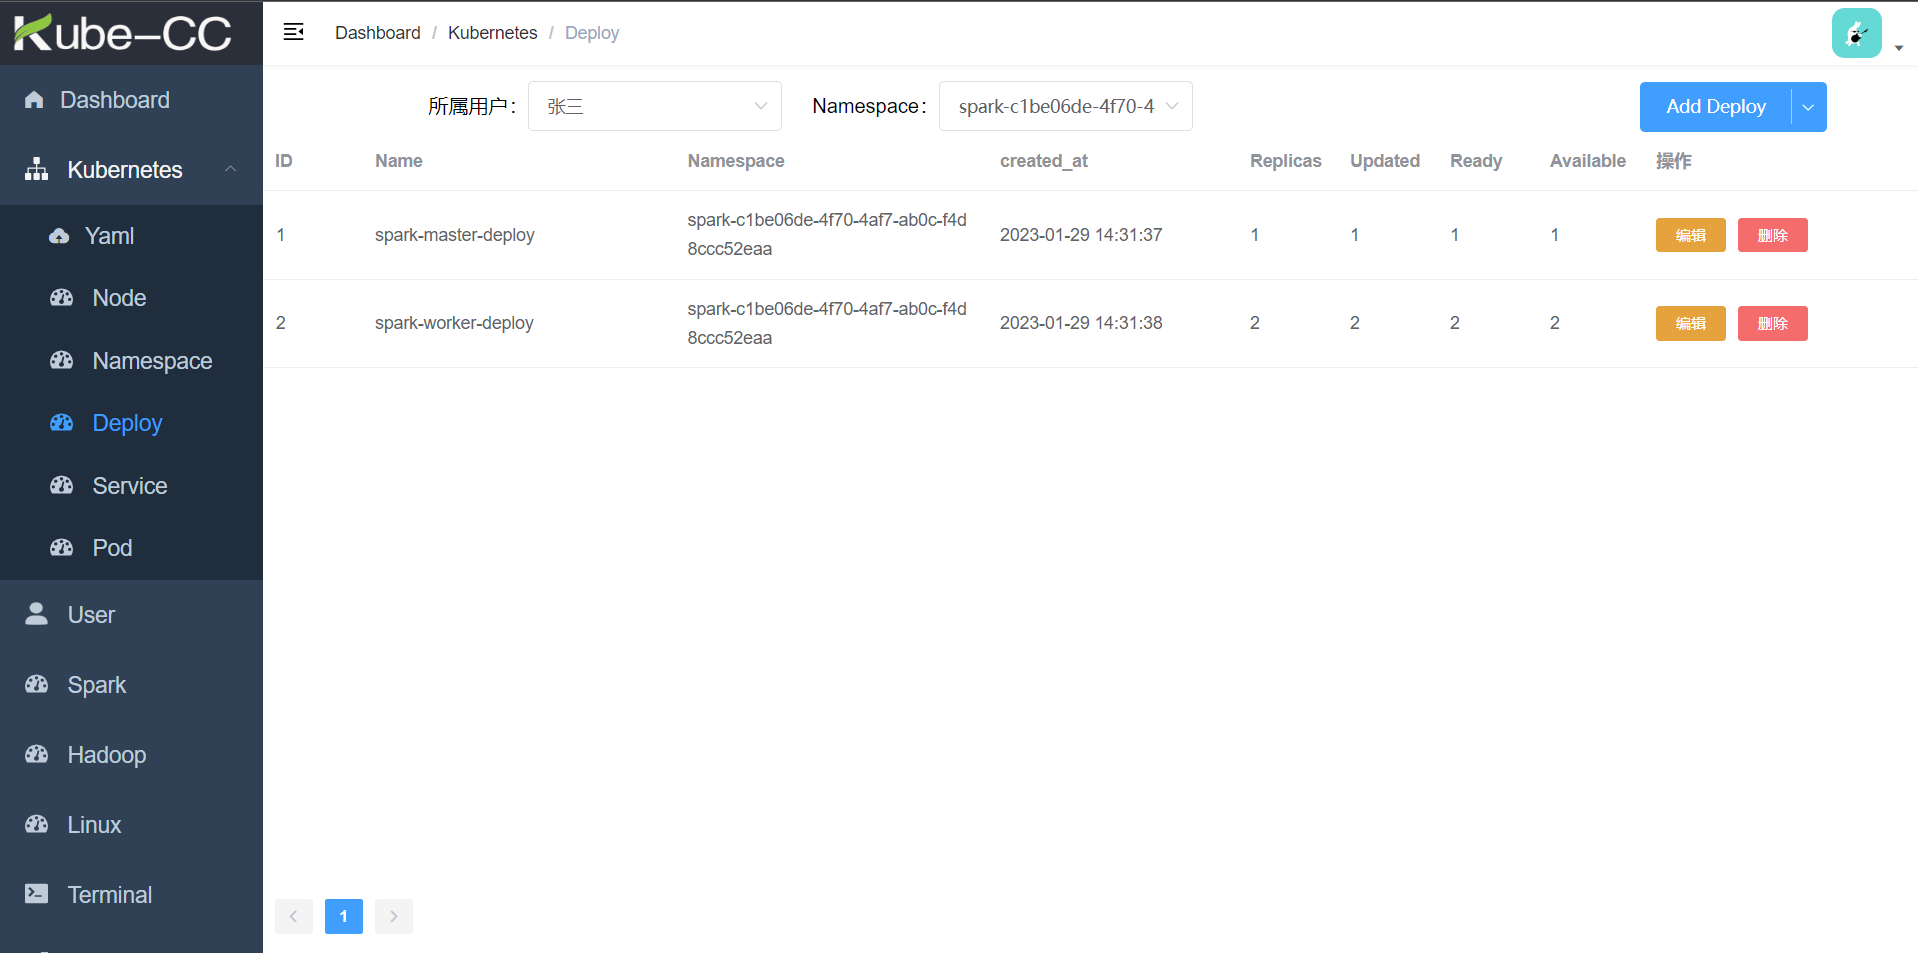 Kube-CC
Dashboard / Kubernetes / Deploy
Dashboard
Kubernetes
Yaml
Node
Namespace
Deploy
Service
Pod
User
Spark
Hadoop
Linux
Terminal
所属用户： 张三 Namespace： spark-c1be06de-4f70-4 Add Deploy
ID Name Namespace created_at Replicas Updated Ready Available 操作
1 spark-master-deploy spark-c1be06de-4f70-4af7-ab0c-f4d 2023-01-29 14:31:37 1 1 1 1 编辑 删除
8ccc52eaa
2 spark-worker-deploy spark-c1be06de-4f70-4af7-ab0c-f4d 2023-01-29 14:31:38 2 2 2 2 编辑 删除
8ccc52eaa
1